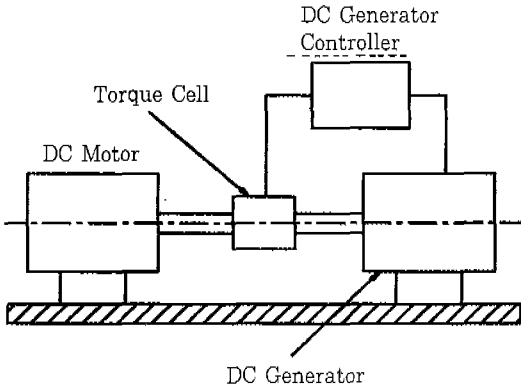 DC Generator
Controller
Torque Cell
DC Motor
DC Generator